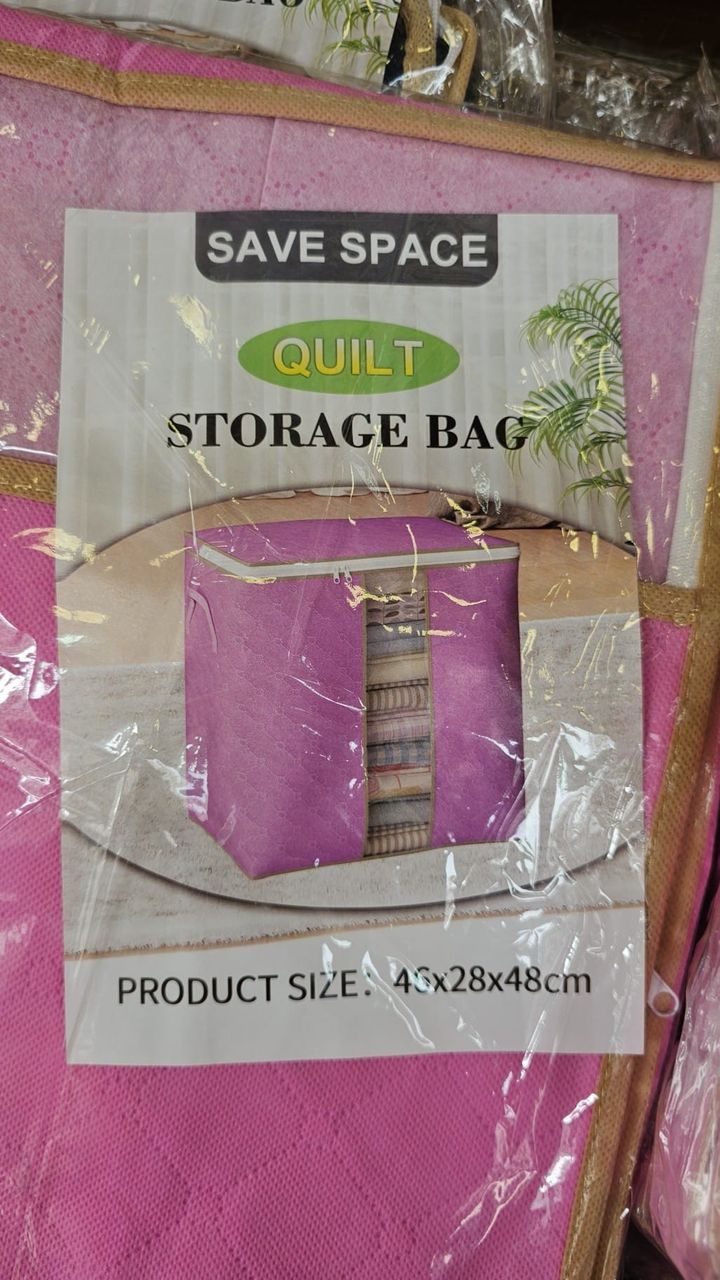 SAVE SPACE
QUILT
STORAGE BAG
PRODUCT SIZE: 46x28x48cm